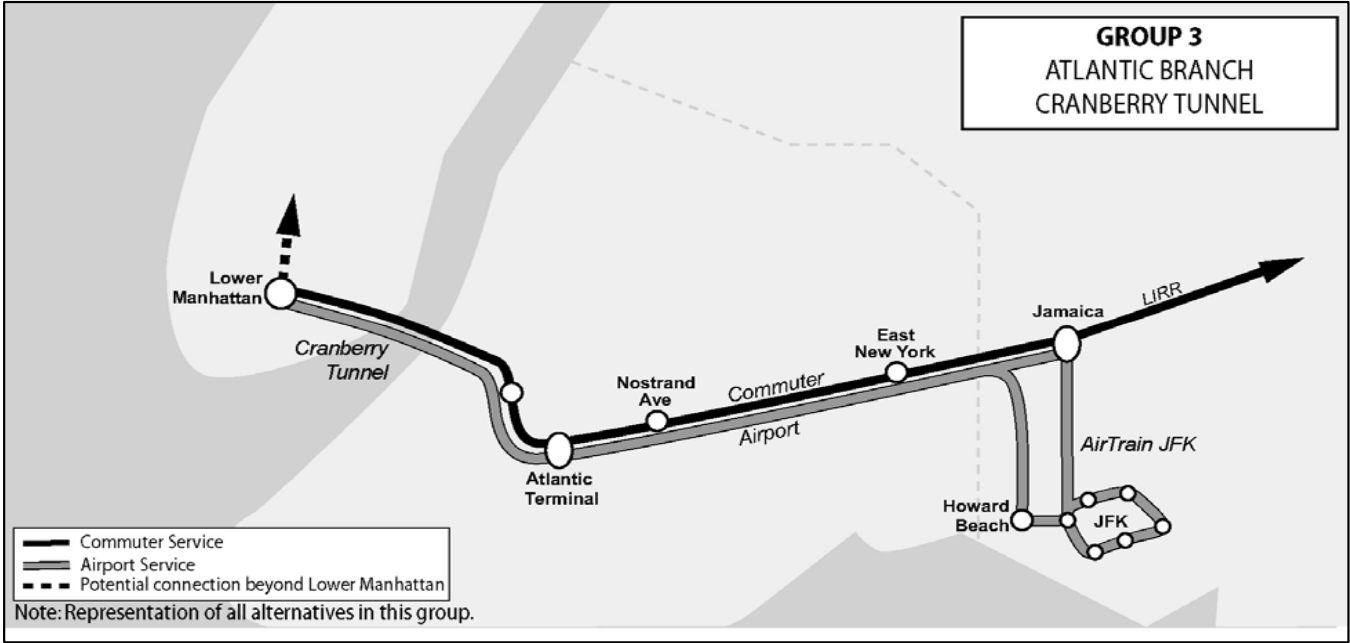 GROUP 3
ATLANTIC BRANCH
CRANBERRY TUNNEL
Lower
Manhattan
Cranberry
Tunnel
Nostrand
Ave
Commuter
Airport
East
New York
Jamaica
LIRR
Atlantic
Terminal
AirTrain JFK
Howard
Beach
JFK
Commuter Service
Airport Service
Potential connection beyond Lower Manhattan
Note: Representation of all alternatives in this group.